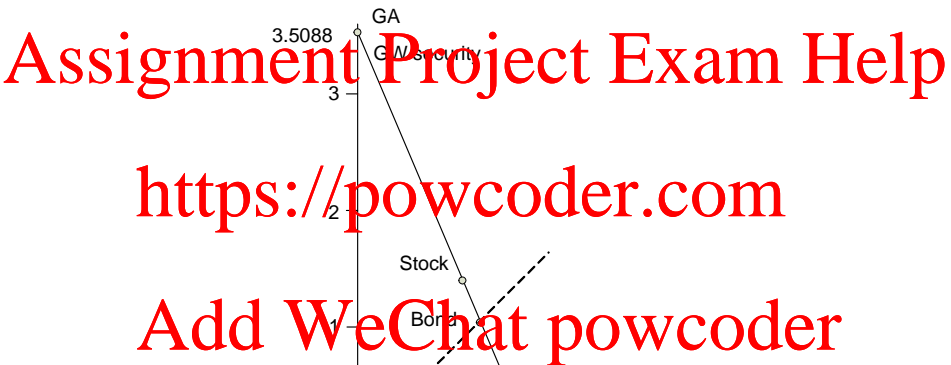 GA
3.5088
GW security
Assignment Project Exam Help
3
https://powcoder.com
2
Stock
Bond
1
Add WeChat powcoder